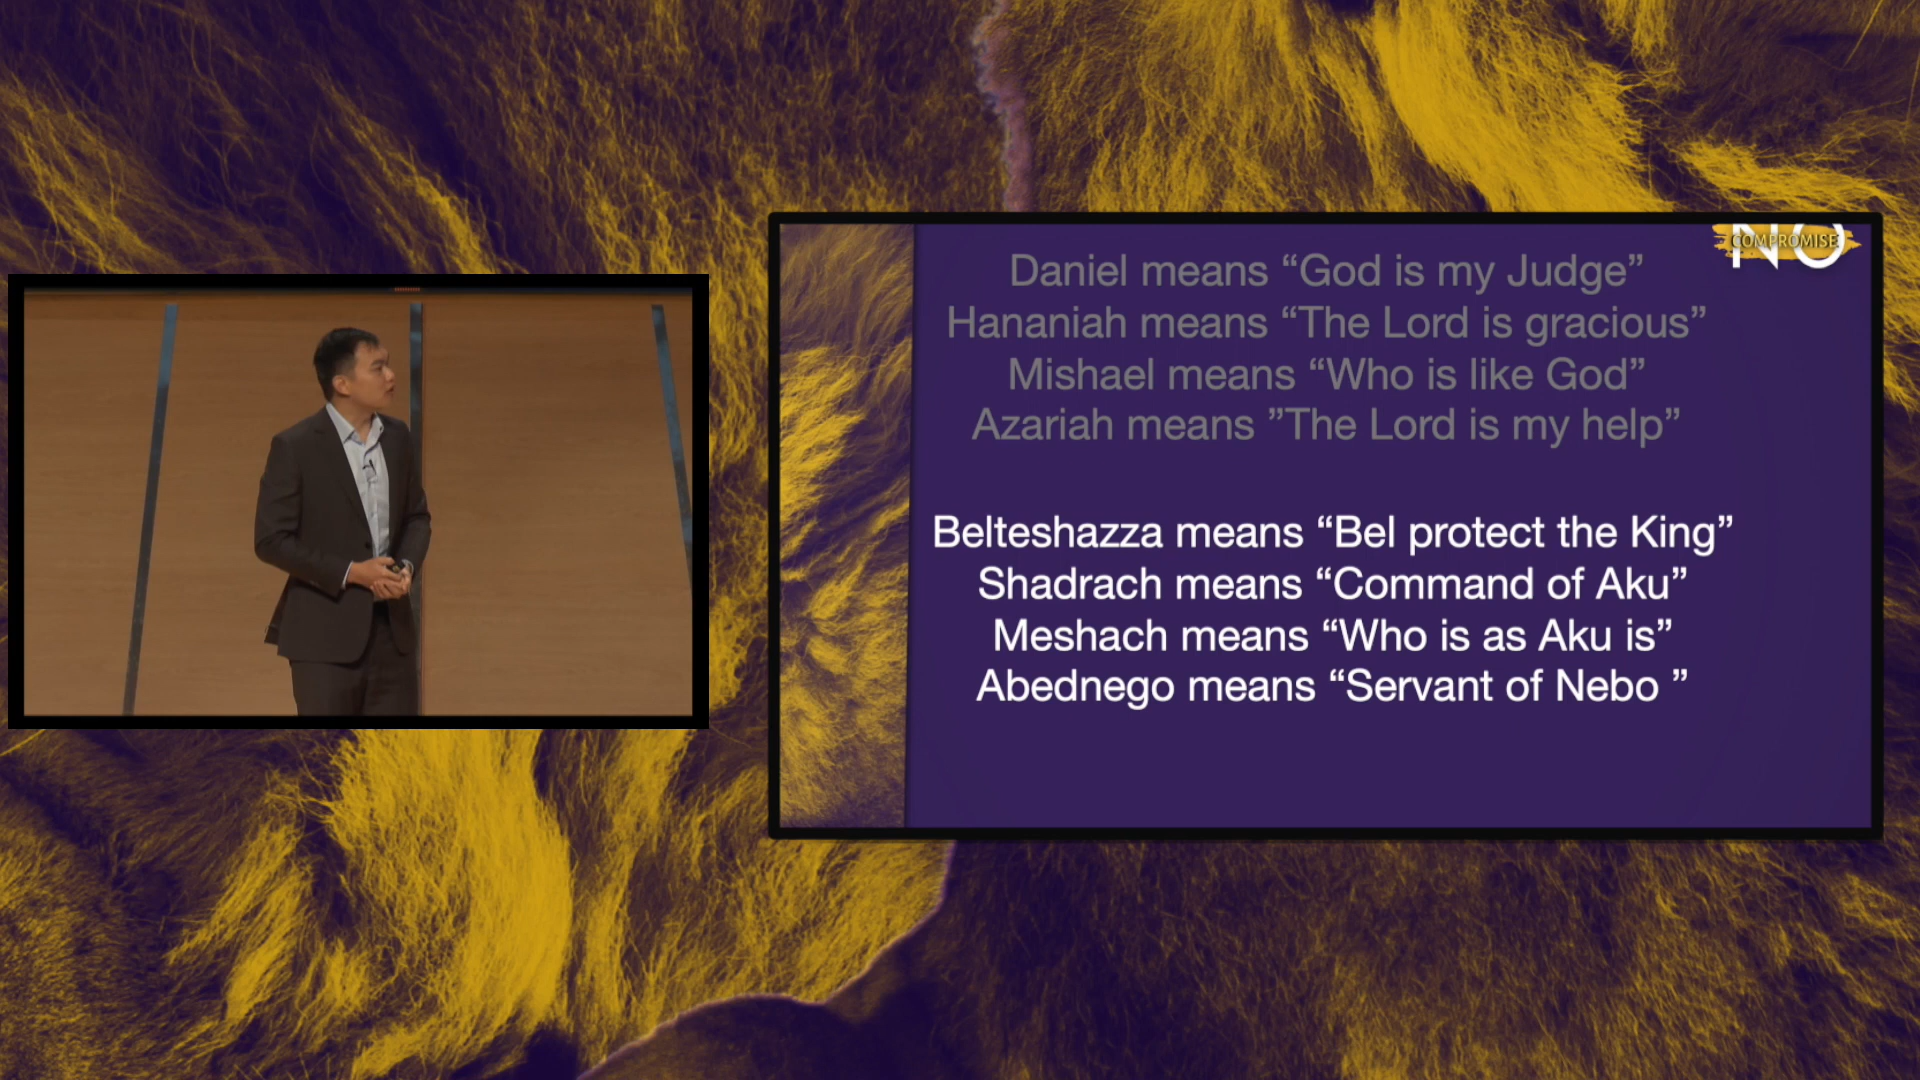 NO
COMPROMISE
Daniel means “God is my Judge”
Hananiah means “The Lord is gracious”
Mishael means “Who is like God”
Azariah means ”The Lord is my help”
Belteshazza means “Bel protect the King”
Shadrach means “Command of Aku”
Meshach means “Who is as Aku is”
Abednego means “Servant of Nebo ”